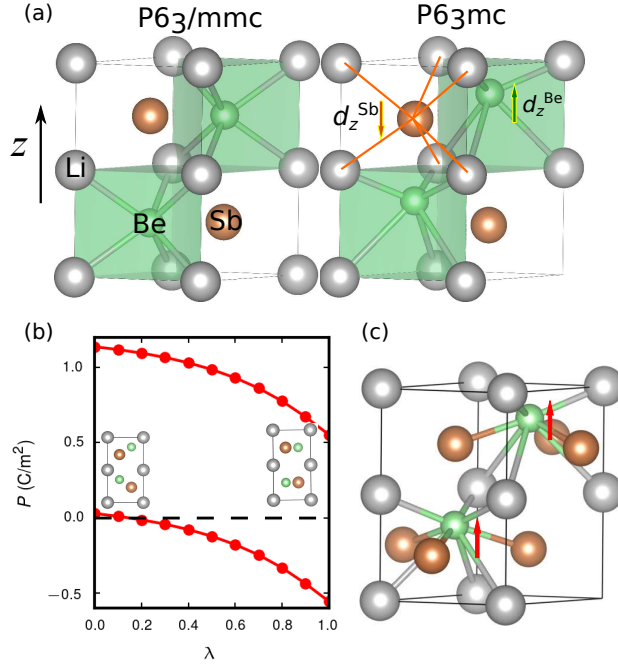 (a)
P6₃/mmc
P6₃mc
z
Li
Be
Sb
d_z^Sb
d_z^Be
(b)
P (C/m²)
1.0
0.5
0.0
−0.5
0.0 0.2 0.4 0.6 0.8 1.0
λ
(c)